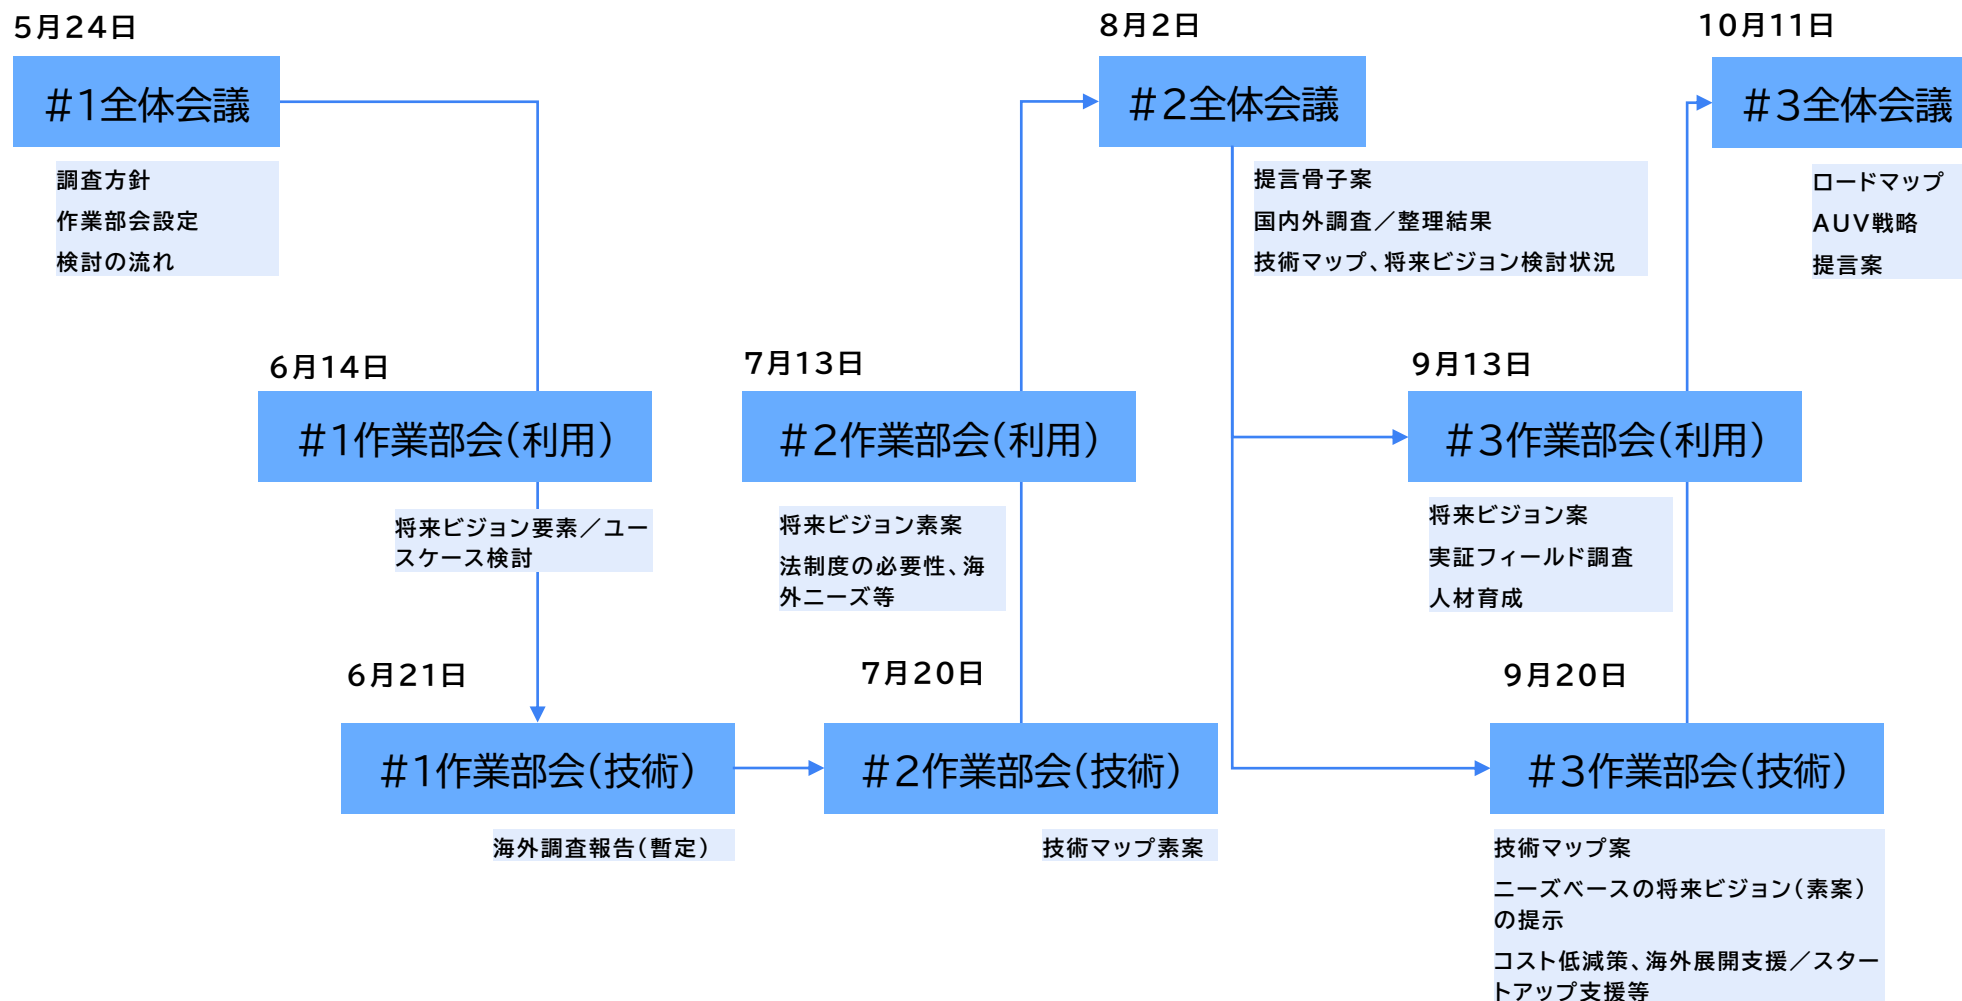 5月24日
#1全体会議
調査方針
作業部会設定
検討の流れ
6月14日
#1作業部会(利用)
将来ビジョン要素/ユー
スケース検討
6月21日
#1作業部会(技術)
海外調査報告(暫定)
7月13日
#2作業部会(利用)
将来ビジョン素案
法制度の必要性、海
外ニーズ等
7月20日
#2作業部会(技術)
技術マップ素案
8月2日
#2全体会議
提言骨子案
国内外調査/整理結果
技術マップ、将来ビジョン検討状況
9月13日
#3作業部会(利用)
将来ビジョン案
実証フィールド調査
人材育成
9月20日
#3作業部会(技術)
技術マップ案
ニーズベースの将来ビジョン(素案)
の提示
コスト低減策、海外展開支援/スター
トアップ支援等
10月11日
#3全体会議
ロードマップ
AUV戦略
提言案